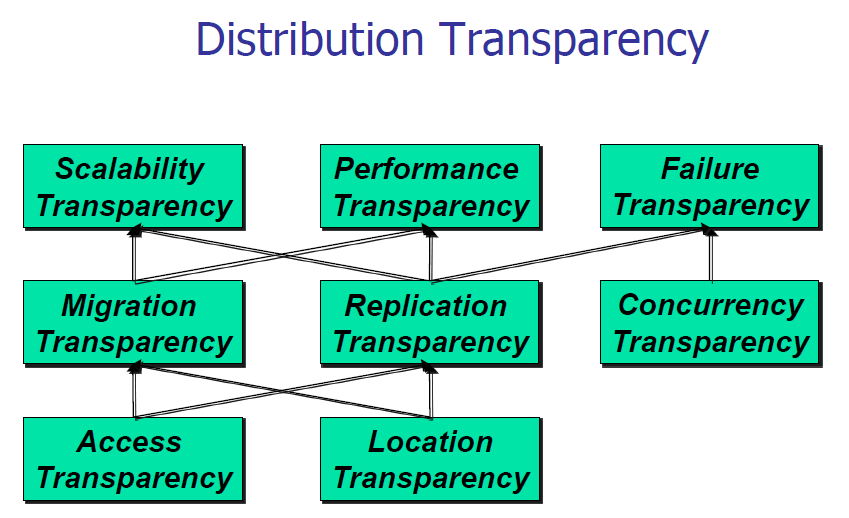 Distribution Transparency
Scalability
Transparency
Performance
Transparency
Failure
Transparency
Migration
Transparency
Replication
Transparency
Concurrency
Transparency
Access
Transparency
Location
Transparency